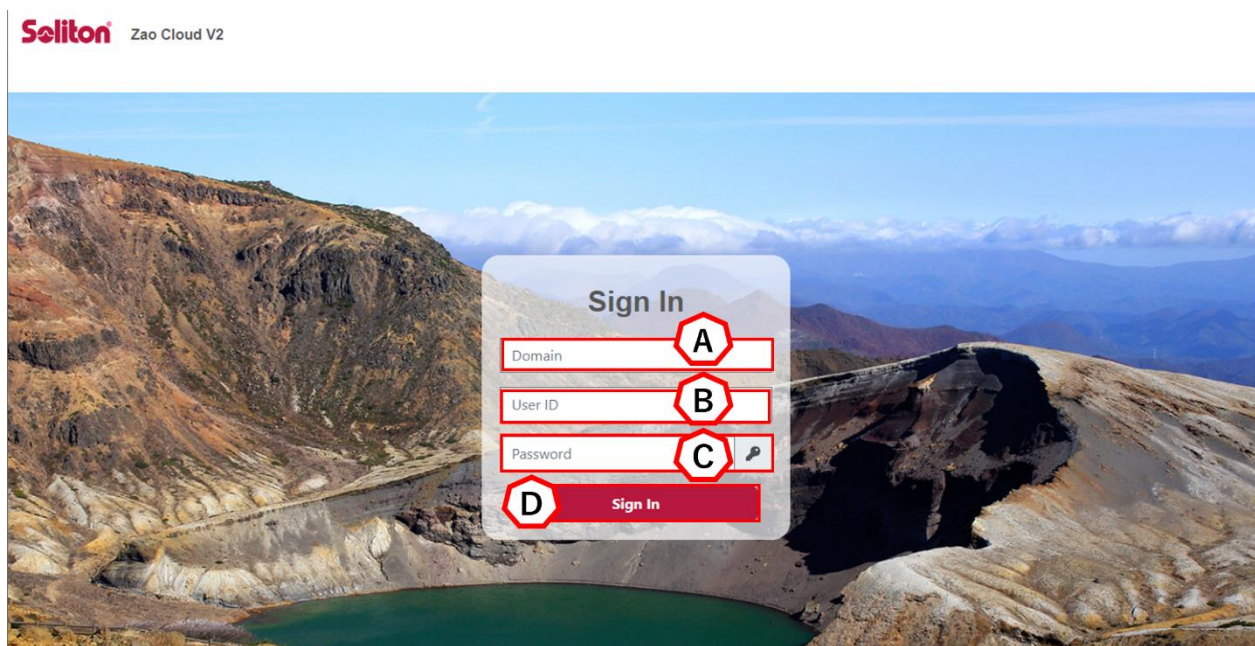 Soliton Zao Cloud V2
Sign In
Domain
A
User ID
B
Password
C
D
Sign In